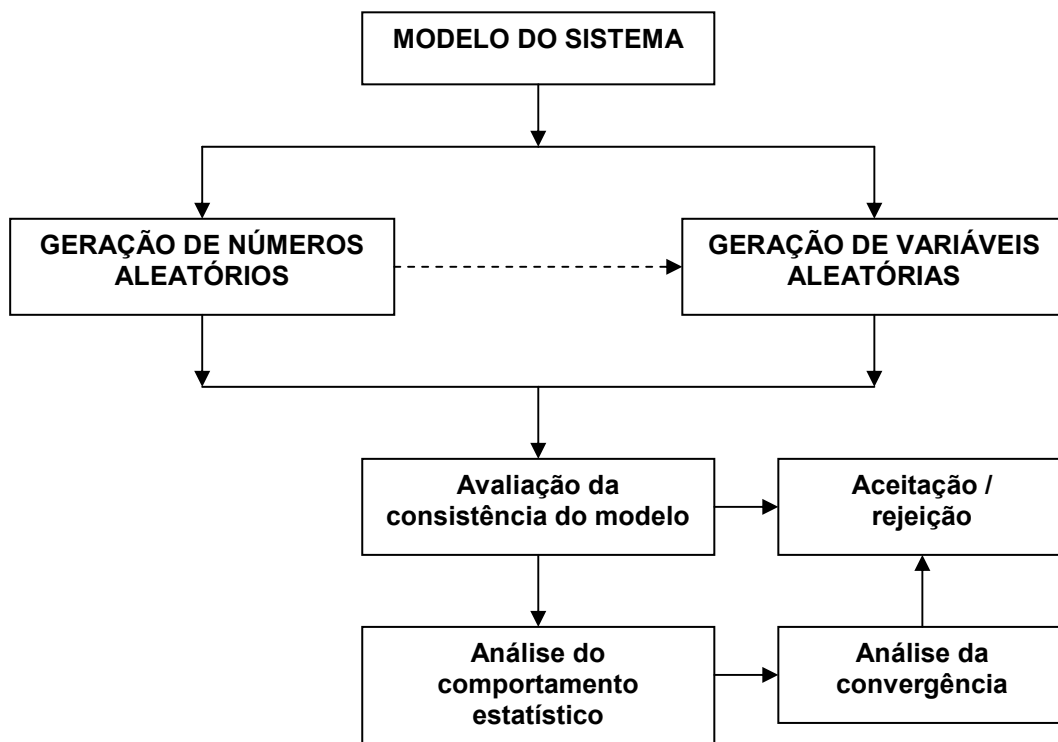 MODELO DO SISTEMA
GERAÇÃO DE NÚMEROS
ALEATÓRIOS
GERAÇÃO DE VARIÁVEIS
ALEATÓRIAS
Avaliação da
consistência do modelo
Aceitação /
rejeição
Análise do
comportamento
estatístico
Análise da
convergência